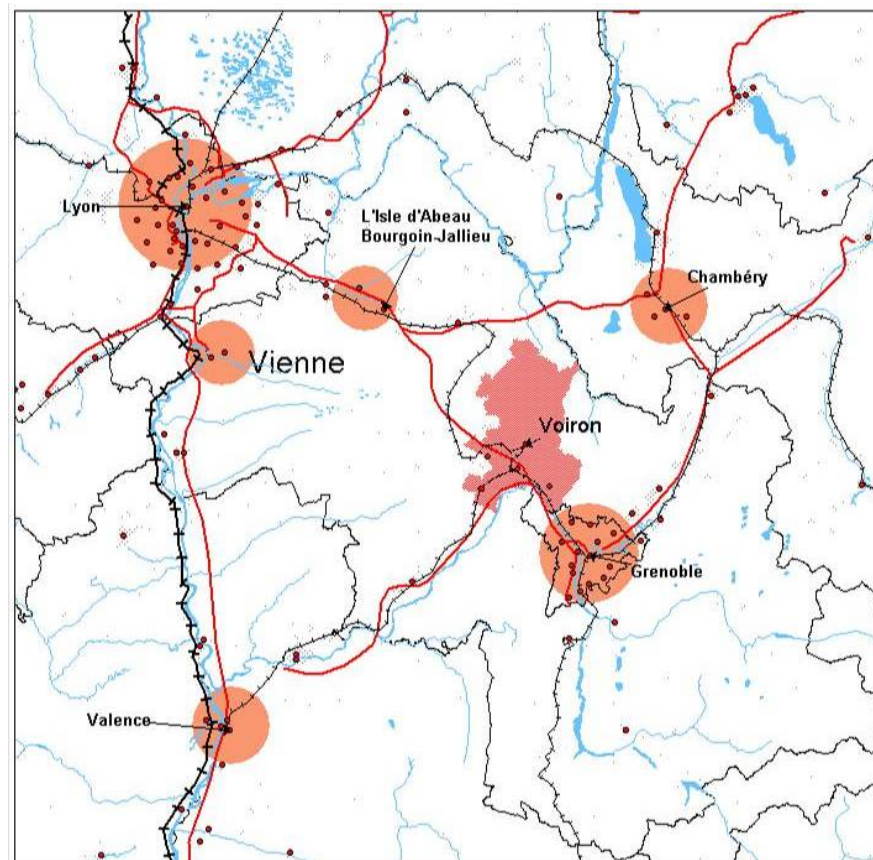 Lyon
L'Isle d'Abeau
Bourgoin-Jallieu
Chambéry
Vienne
Voiron
Grenoble
Valence